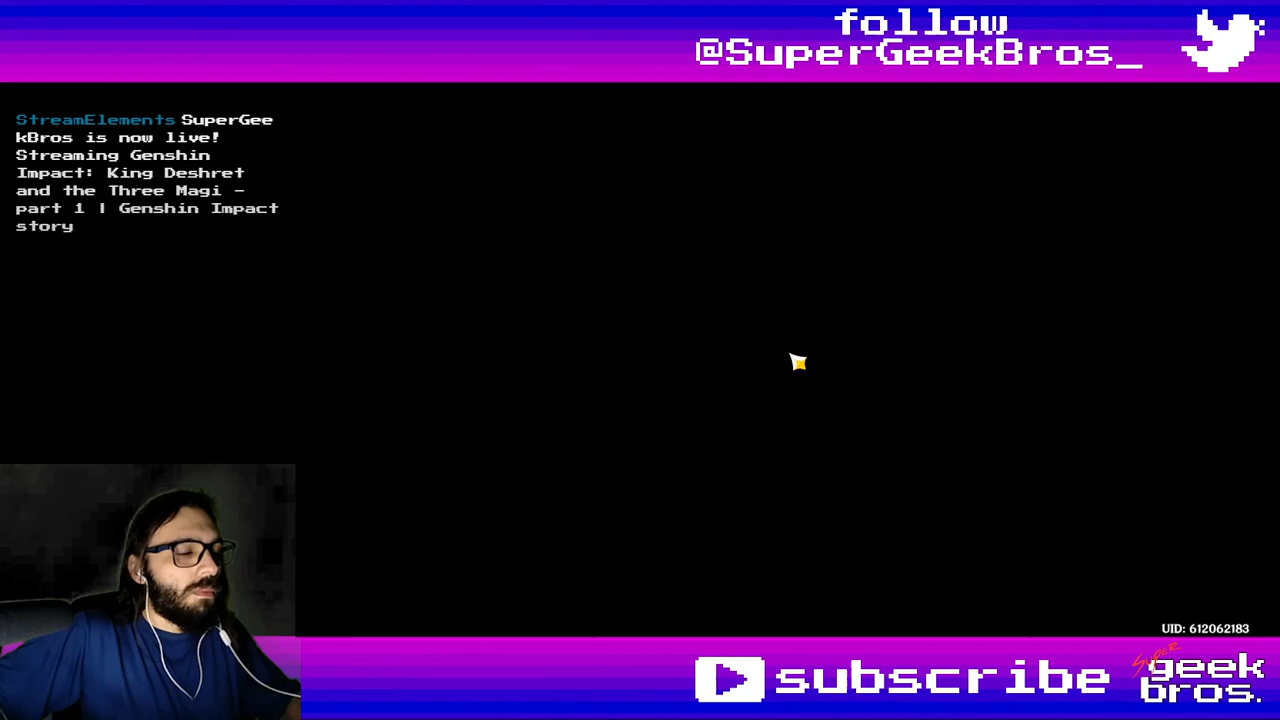 follow
@SuperGeekBros_
StreamElements SuperGee
kBros is now live!
Streaming Genshin
Impact: King Deshret
and the Three Magi -
part 1 | Genshin Impact
story
UID: 612062183
subscribe
SUPER
geek
bros.